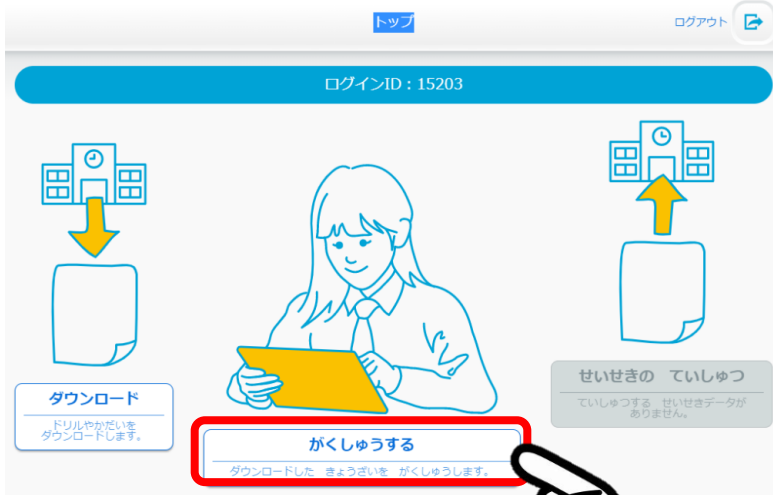 トップ
ログアウト
ログインID：15203
ダウンロード
ドリルやかだいを
ダウンロードします。
がくしゅうする
ダウンロードした　きょうざいを　がくしゅうします。
せいせきの　ていしゅつ
ていしゅつする　せいせきデータが
ありません。